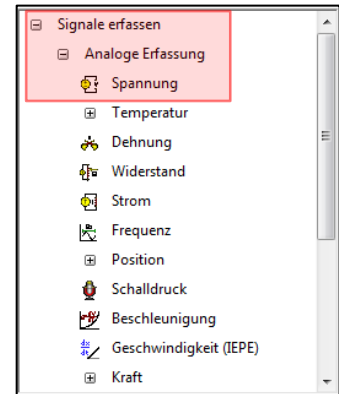 Signale erfassen
Analoge Erfassung
Spannung
Temperatur
Dehnung
Widerstand
Strom
Frequenz
Position
Schalldruck
Beschleunigung
Geschwindigkeit (IEPE)
Kraft